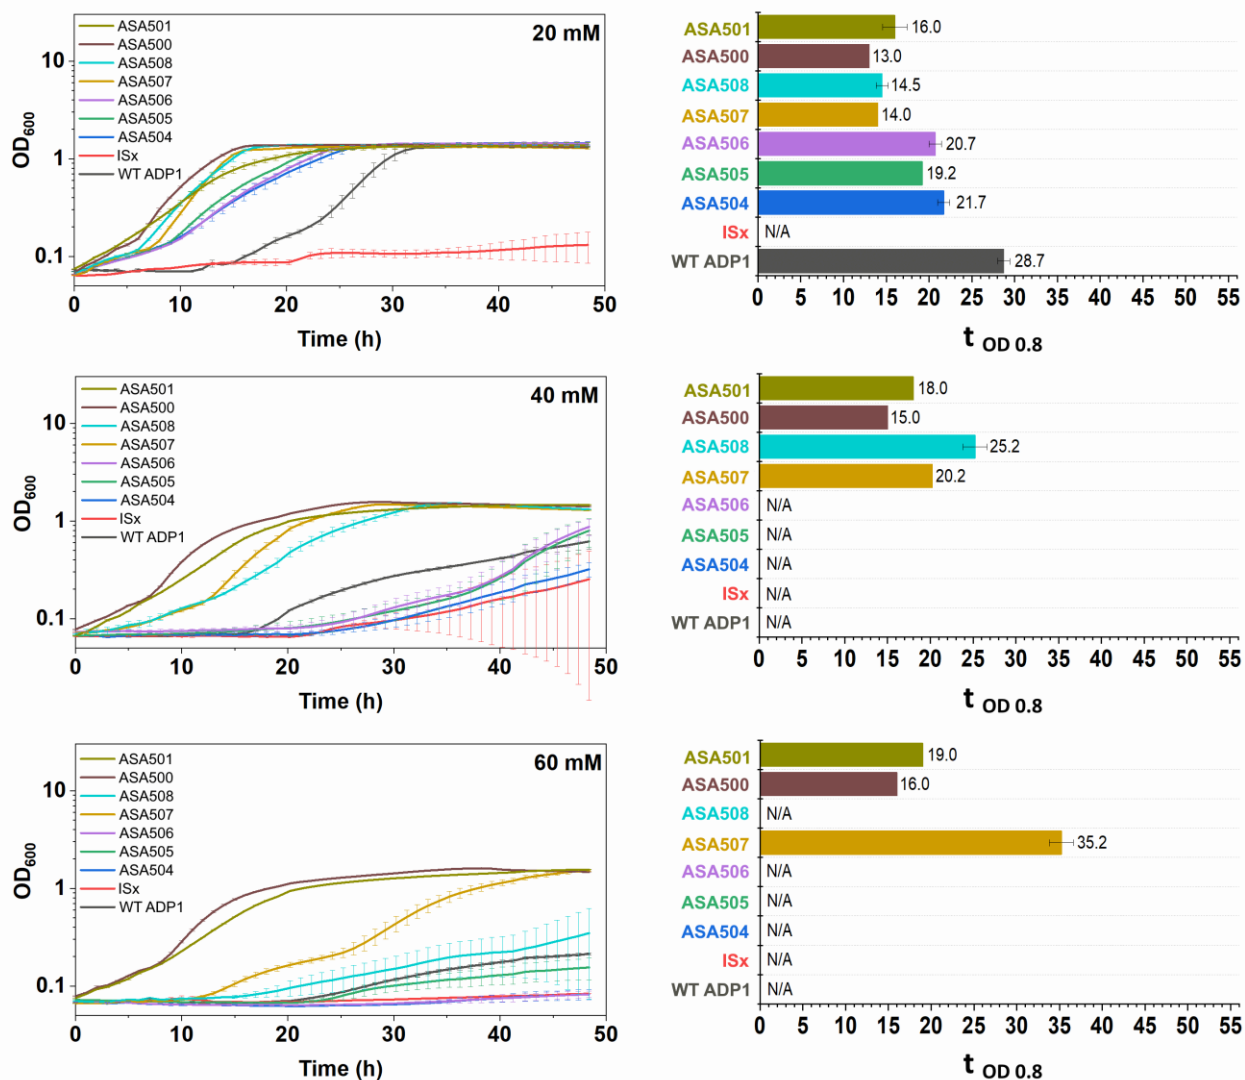 ASA501
ASA500
ASA508
ASA507
ASA506
ASA505
ASA504
ISx
WT ADP1
20 mM
10
1
0.1
OD600
0 10 20 30 40 50
Time (h)
ASA501 16.0
ASA500 13.0
ASA508 14.5
ASA507 14.0
ASA506 20.7
ASA505 19.2
ASA504 21.7
ISx N/A
WT ADP1 28.7
0 5 10 15 20 25 30 35 40 45 50 55
t OD 0.8
ASA501
ASA500
ASA508
ASA507
ASA506
ASA505
ASA504
ISx
WT ADP1
40 mM
10
1
0.1
OD600
0 10 20 30 40 50
Time (h)
ASA501 18.0
ASA500 15.0
ASA508 25.2
ASA507 20.2
ASA506 N/A
ASA505 N/A
ASA504 N/A
ISx N/A
WT ADP1 N/A
0 5 10 15 20 25 30 35 40 45 50 55
t OD 0.8
ASA501
ASA500
ASA508
ASA507
ASA506
ASA505
ASA504
ISx
WT ADP1
60 mM
10
1
0.1
OD600
0 10 20 30 40 50
Time (h)
ASA501 19.0
ASA500 16.0
ASA508 N/A
ASA507 35.2
ASA506 N/A
ASA505 N/A
ASA504 N/A
ISx N/A
WT ADP1 N/A
0 5 10 15 20 25 30 35 40 45 50 55
t OD 0.8